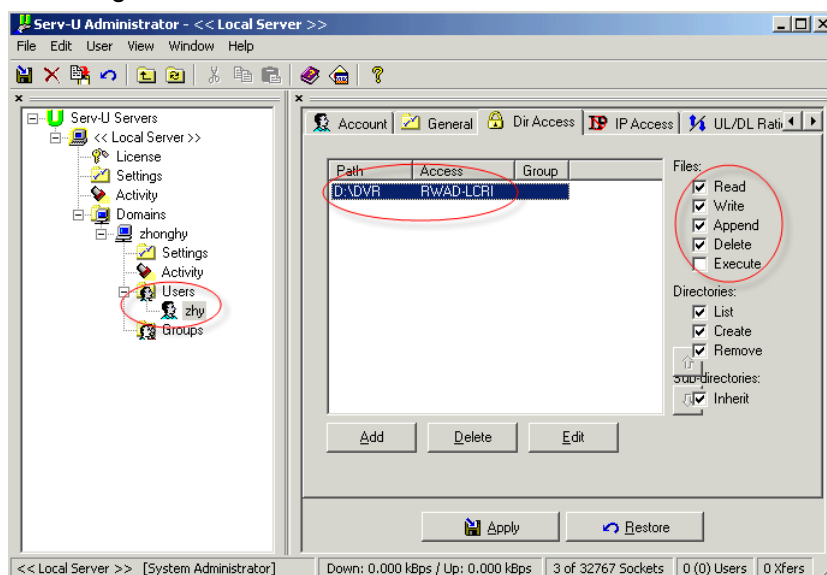 Serv-U Administrator - << Local Server >>
File Edit User View Window Help
Serv-U Servers
<< Local Server >>
License
Settings
Activity
Domains
zhonghy
Settings
Activity
Users
zhy
Groups
Account General Dir Access IP Access UL/DL Rati
Path Access Group
D:\DVR RWAD-LCRI
Files:
Read
Write
Append
Delete
Execute
Directories:
List
Create
Remove
Sub-directories:
Inherit
Add Delete Edit
Apply Restore
<< Local Server >> [System Administrator] Down: 0.000 kBps / Up: 0.000 kBps 3 of 32767 Sockets 0 (0) Users 0 Xfers